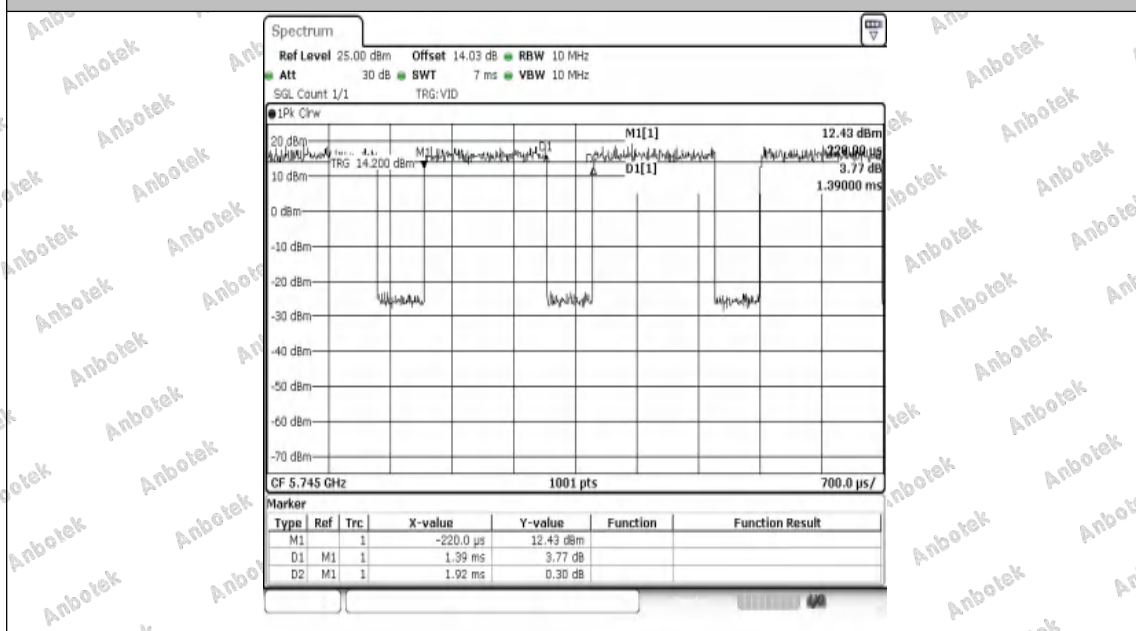 Spectrum
Ref Level 25.00 dBm Offset 14.03 dB RBW 10 MHz
Att 30 dB SWT 7 ms VBW 10 MHz
SGL Count 1/1 TRG:VID
1Pk Clrw
M1[1] 12.43 dBm
-220.00 µs
D1[1] 3.77 dB
1.39000 ms
20 dBm
M1
D1
TRG 14.200 dBm
10 dBm
0 dBm
-10 dBm
-20 dBm
-30 dBm
-40 dBm
-50 dBm
-60 dBm
-70 dBm
CF 5.745 GHz 1001 pts 700.0 µs/
Marker
Type Ref Trc X-value Y-value Function Function Result
M1 1 -220.0 µs 12.43 dBm
D1 M1 1 1.39 ms 3.77 dB
D2 M1 1 1.92 ms 0.30 dB
Anbotek